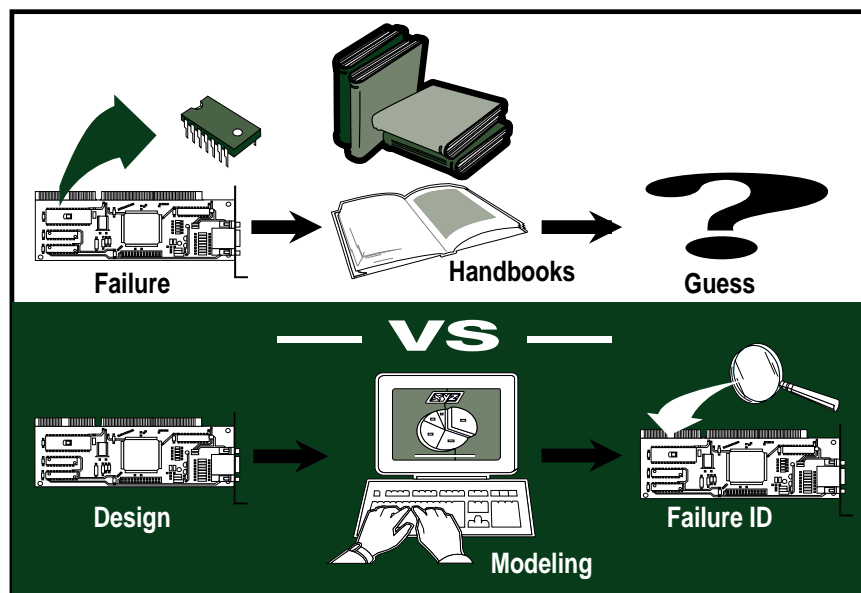 Failure
Handbooks
Guess
VS
Design
Modeling
Failure ID